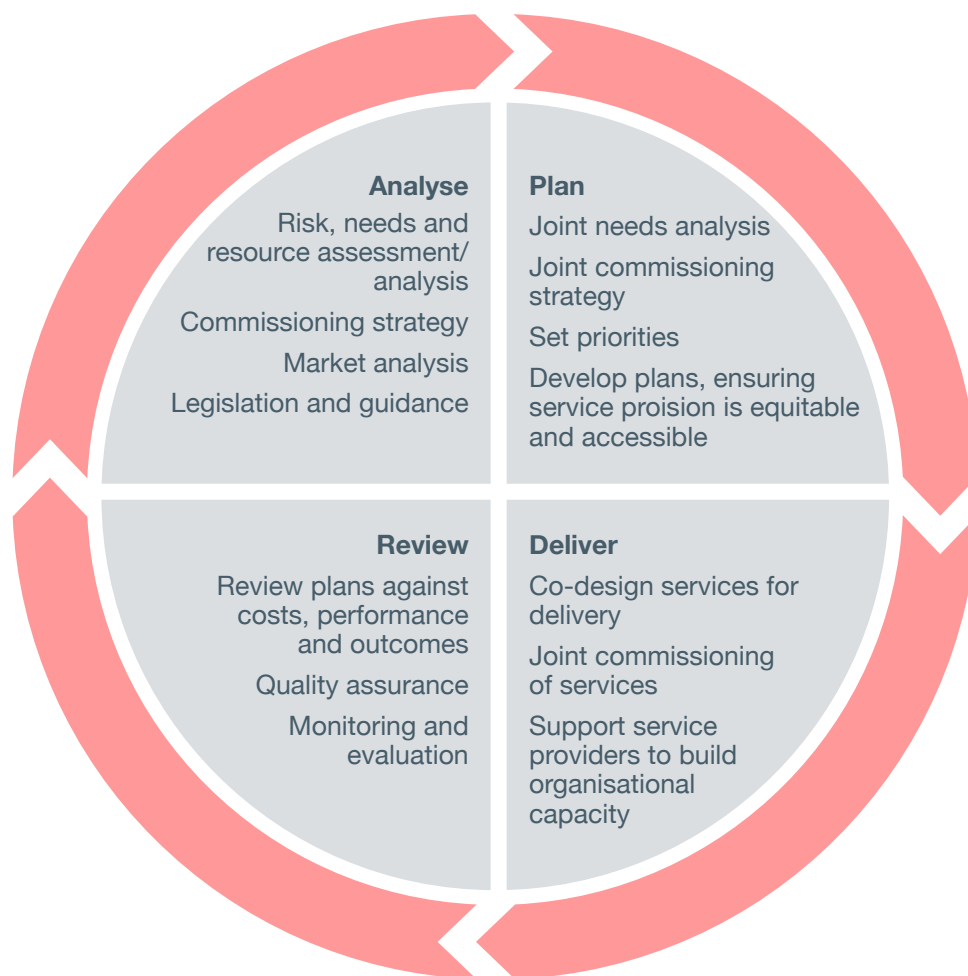 Analyse
Risk, needs and
resource assessment/
analysis
Commissioning strategy
Market analysis
Legislation and guidance
Plan
Joint needs analysis
Joint commissioning
strategy
Set priorities
Develop plans, ensuring
service proision is equitable
and accessible
Review
Review plans against
costs, performance
and outcomes
Quality assurance
Monitoring and
evaluation
Deliver
Co-design services for
delivery
Joint commissioning
of services
Support service
providers to build
organisational
capacity